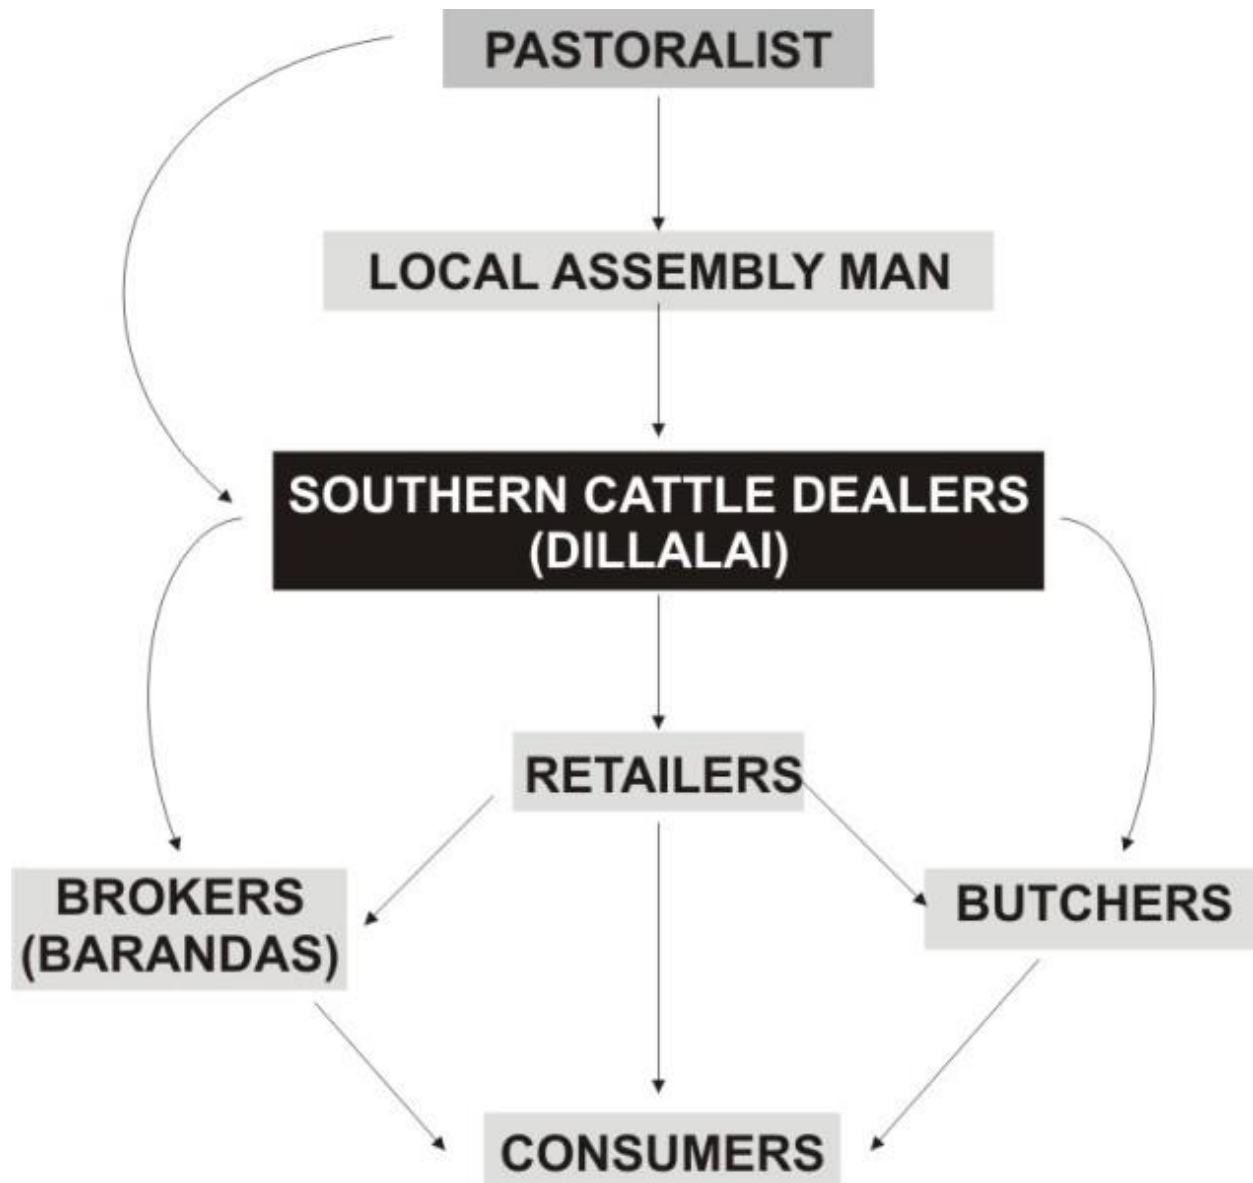 PASTORALIST
LOCAL ASSEMBLY MAN
SOUTHERN CATTLE DEALERS
(DILLALAI)
RETAILERS
BROKERS
(BARANDAS)
BUTCHERS
CONSUMERS